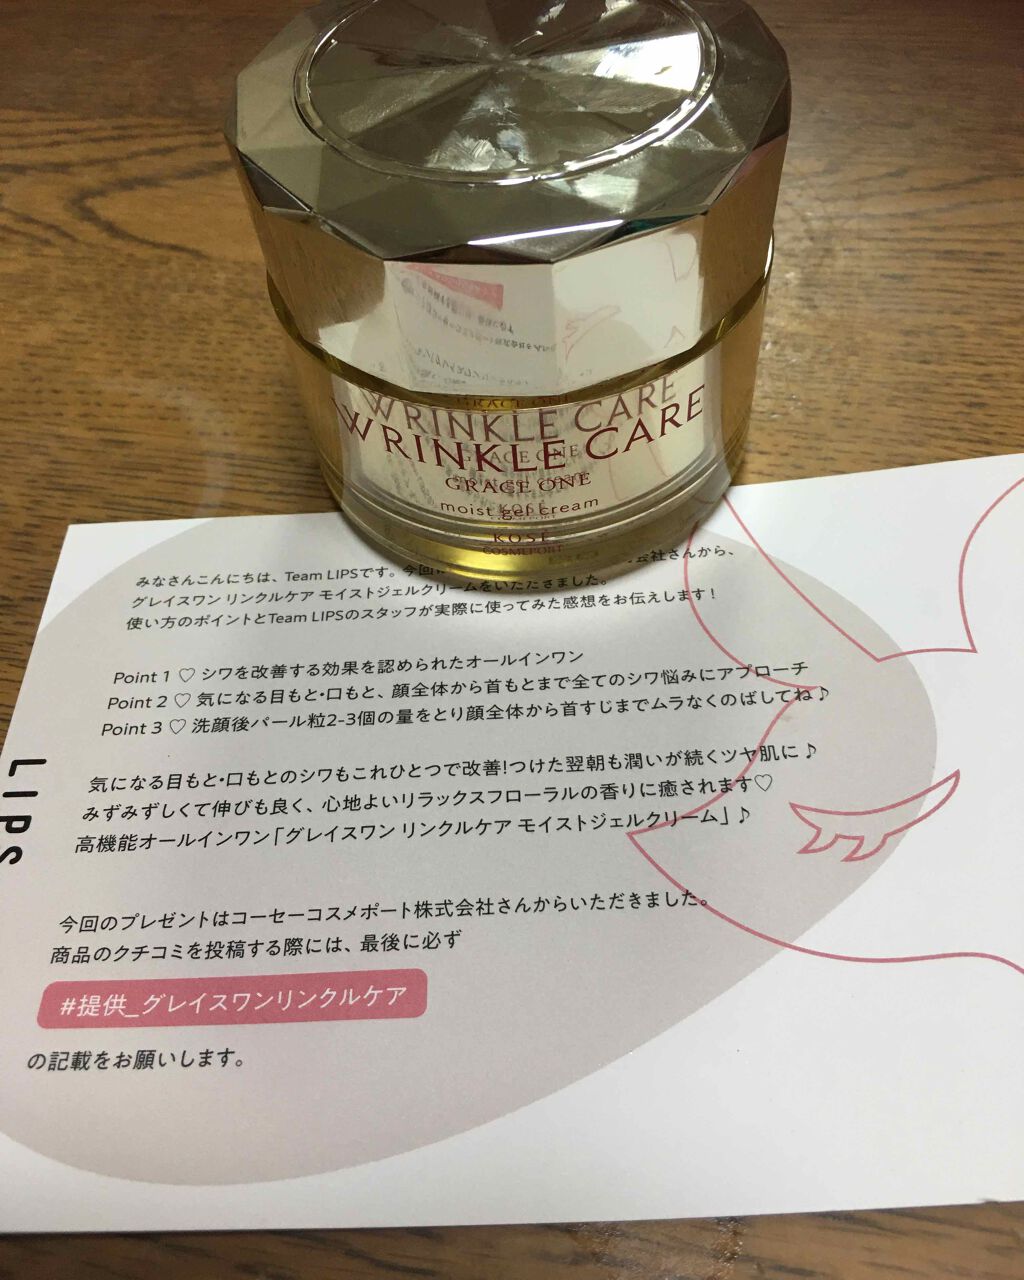 WRINKLE CARE
GRACE ONE
moist gel cream
KOSÉ
COSMEPORT
みなさんこんにちは、Team LIPSです。今回 会社さんから、
グレイスワン リンクルケア モイストジェルクリームをいただきました。
使い方のポイントとTeam LIPSのスタッフが実際に使ってみた感想をお伝えします！
Point 1 ♡ シワを改善する効果を認められたオールインワン
Point 2 ♡ 気になる目もと・口もと、顔全体から首もとまで全てのシワ悩みにアプローチ
Point 3 ♡ 洗顔後パール粒2-3個の量をとり顔全体から首すじまでムラなくのばしてね♪
気になる目もと・口もとのシワもこれひとつで改善！つけた翌朝も潤いが続くツヤ肌に♪
みずみずしくて伸びも良く、心地よいリラックスフローラルの香りに癒されます♡
高機能オールインワン「グレイスワン リンクルケア モイストジェルクリーム」♪
LIPS
今回のプレゼントはコーセーコスメポート株式会社さんからいただきました。
商品のクチコミを投稿する際には、最後に必ず
#提供_グレイスワンリンクルケア
の記載をお願いします。